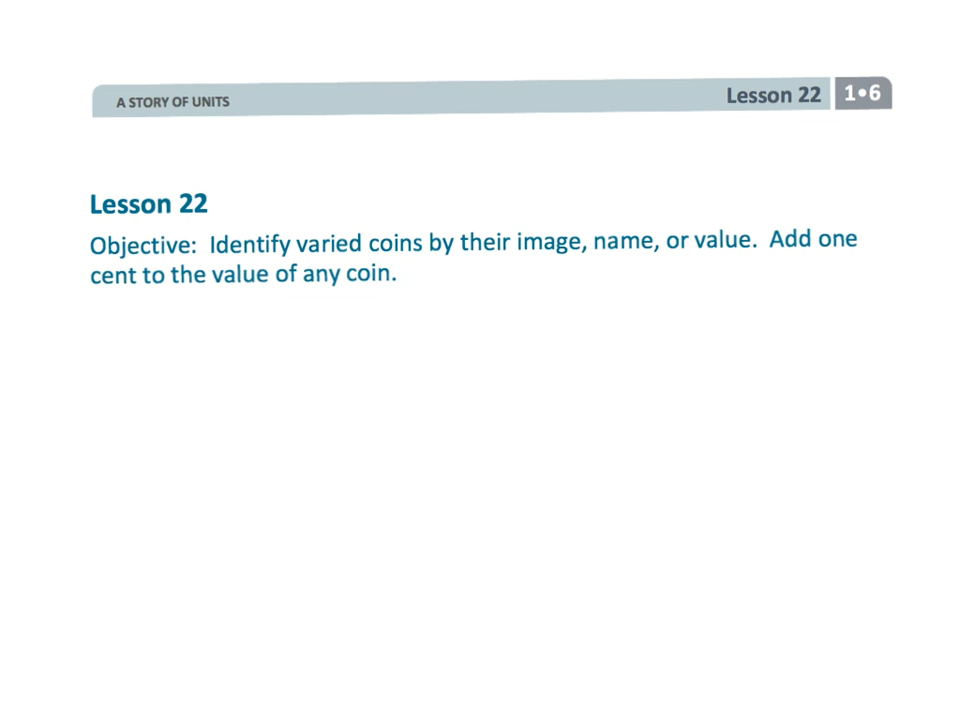 A STORY OF UNITS
Lesson 22 1•6
Lesson 22
Objective: Identify varied coins by their image, name, or value. Add one
cent to the value of any coin.